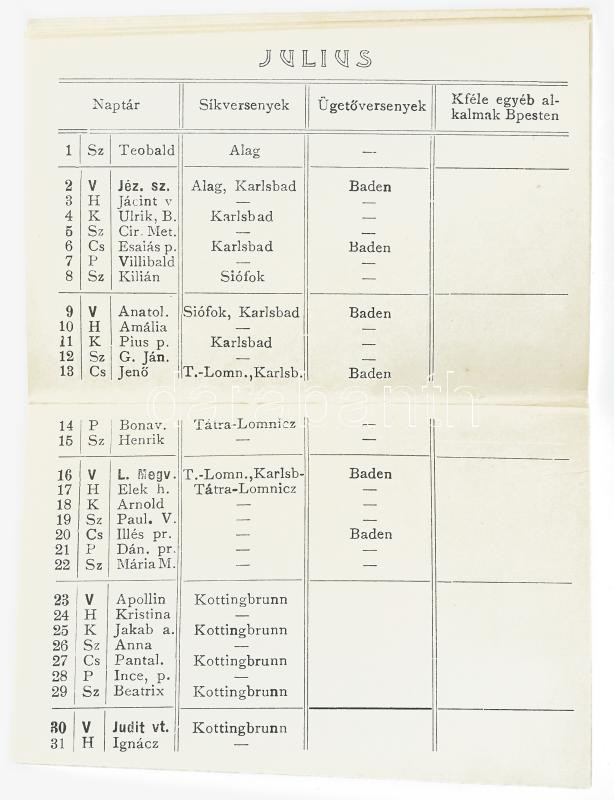 JULIUS
Naptár Síkversenyek Ügetőversenyek Kféle egyéb al-
kalmak Bpesten
1 Sz Teobald Alag —
2 V Jéz. sz. Alag, Karlsbad Baden
3 H Jácint v — —
4 K Ulrik, B. Karlsbad —
5 Sz Cir. Met. — —
6 Cs Esaiás p. Karlsbad Baden
7 P Villibald — —
8 Sz Kilián Siófok —
9 V Anatol. Siófok, Karlsbad Baden
10 H Amália — —
11 K Pius p. Karlsbad —
12 Sz G. Ján. — —
13 Cs Jenő T.-Lomn.,Karlsb. Baden
darabanth
14 P Bonav. Tátra-Lomnicz —
15 Sz Henrik — —
16 V L. Megv. T.-Lomn.,Karlsb- Baden
17 H Elek h. Tátra-Lomnicz —
18 K Arnold — —
19 Sz Paul. V. — —
20 Cs Illés pr. — Baden
21 P Dán. pr. — —
22 Sz Mária M. — —
23 V Apollin Kottingbrunn
24 H Kristina —
25 K Jakab a. Kottingbrunn
26 Sz Anna —
27 Cs Pantal. Kottingbrunn
28 P Ince, p. —
29 Sz Beatrix Kottingbrunn
30 V Judit vt. Kottingbrunn
31 H Ignácz —